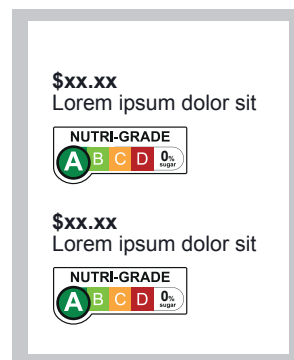 $xx.xx
Lorem ipsum dolor sit
NUTRI-GRADE
A B C D 0%
sugar
$xx.xx
Lorem ipsum dolor sit
NUTRI-GRADE
A B C D 0%
sugar